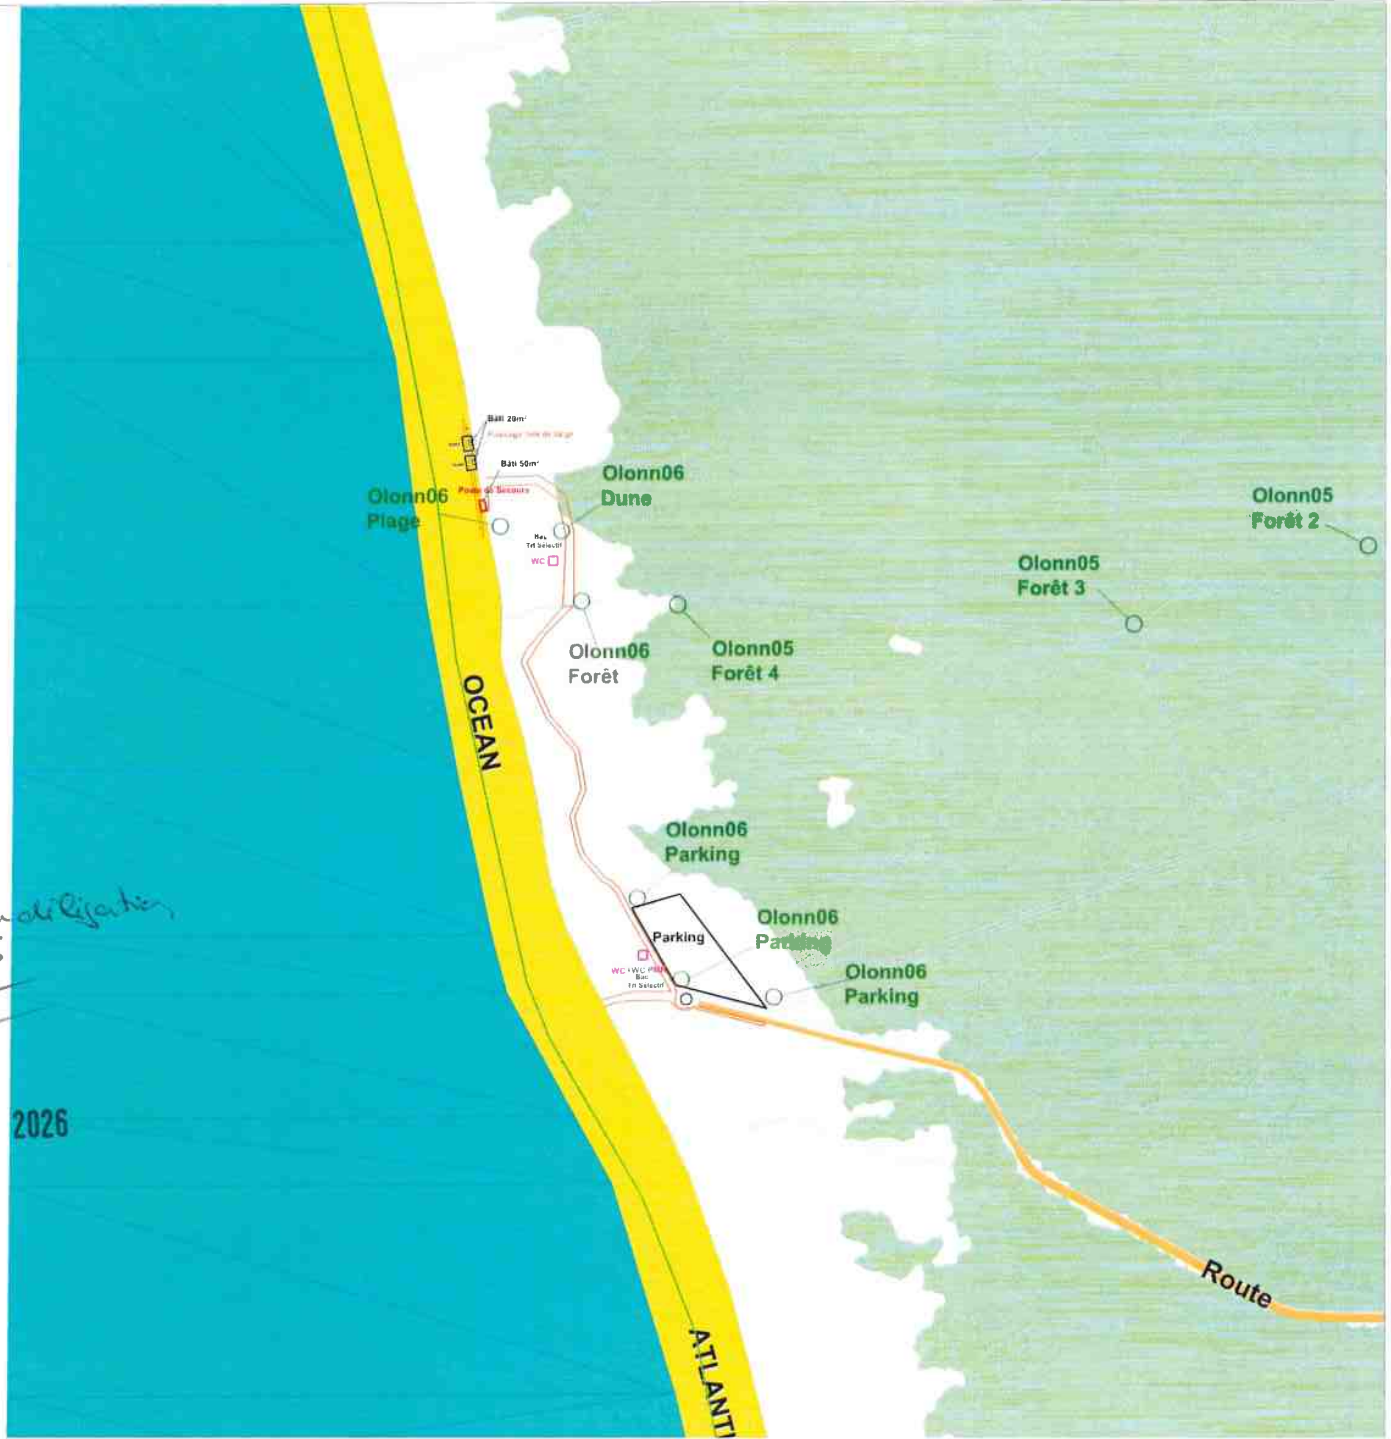 Bâti 20m²
Bâti 50m²
Poste de Secours
Olonn06
Plage
Olonn06
Dune
Bac
Tri Sélectif
WC
Olonn05
Forêt 2
Olonn05
Forêt 3
Olonn06
Forêt
Olonn05
Forêt 4
OCEAN
Olonn06
Parking
Parking
Olonn06
Parking
WC +WC PMR
Bac
Tri Sélectif
Olonn06
Parking
2026
Route
ATLANTI